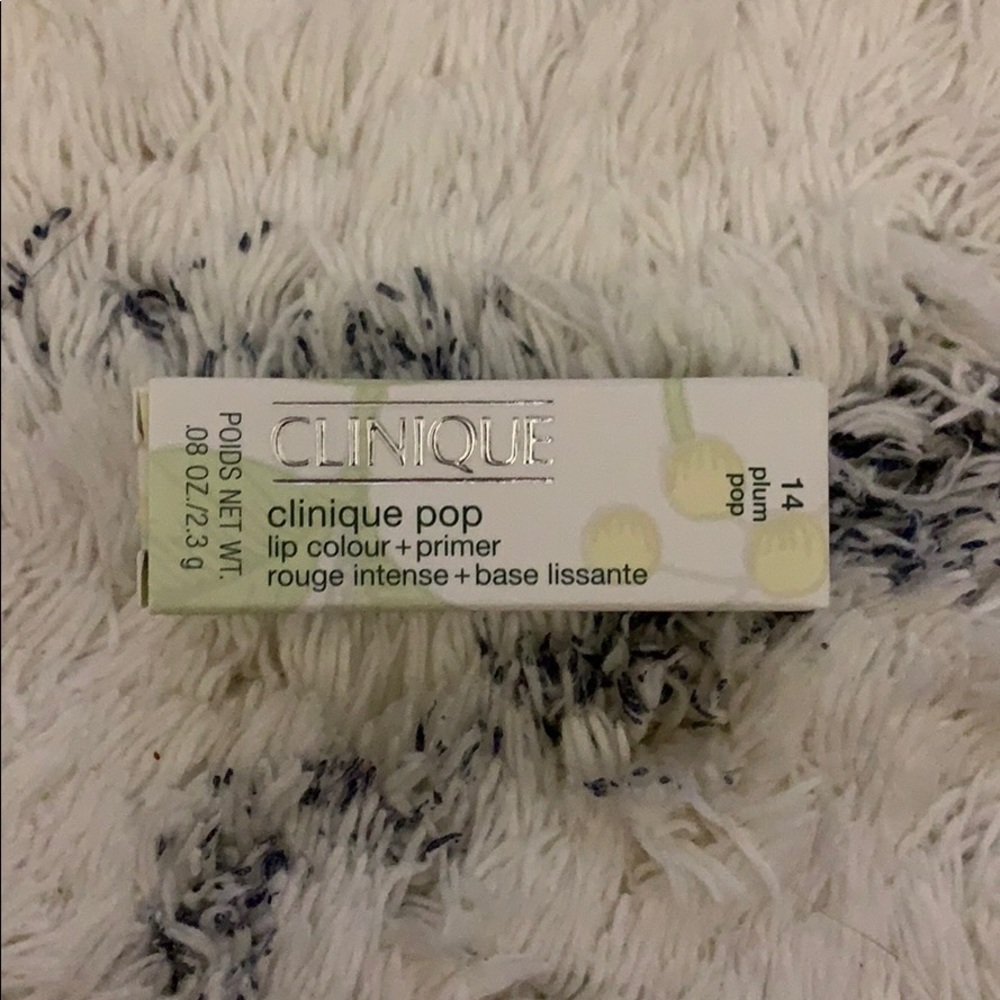 CLINIQUE
clinique pop
lip colour + primer
rouge intense + base lissante
POIDS NET WT.
.08 OZ./2.3 g
14
plum
pop